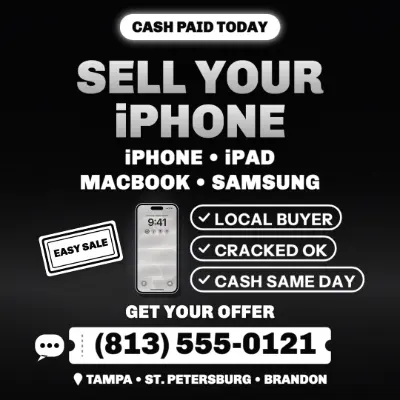 CASH PAID TODAY
SELL YOUR
iPHONE
iPHONE • iPAD
MACBOOK • SAMSUNG
EASY SALE
9:41
LOCAL BUYER
CRACKED OK
CASH SAME DAY
GET YOUR OFFER
(813) 555-0121
TAMPA • ST. PETERSBURG • BRANDON